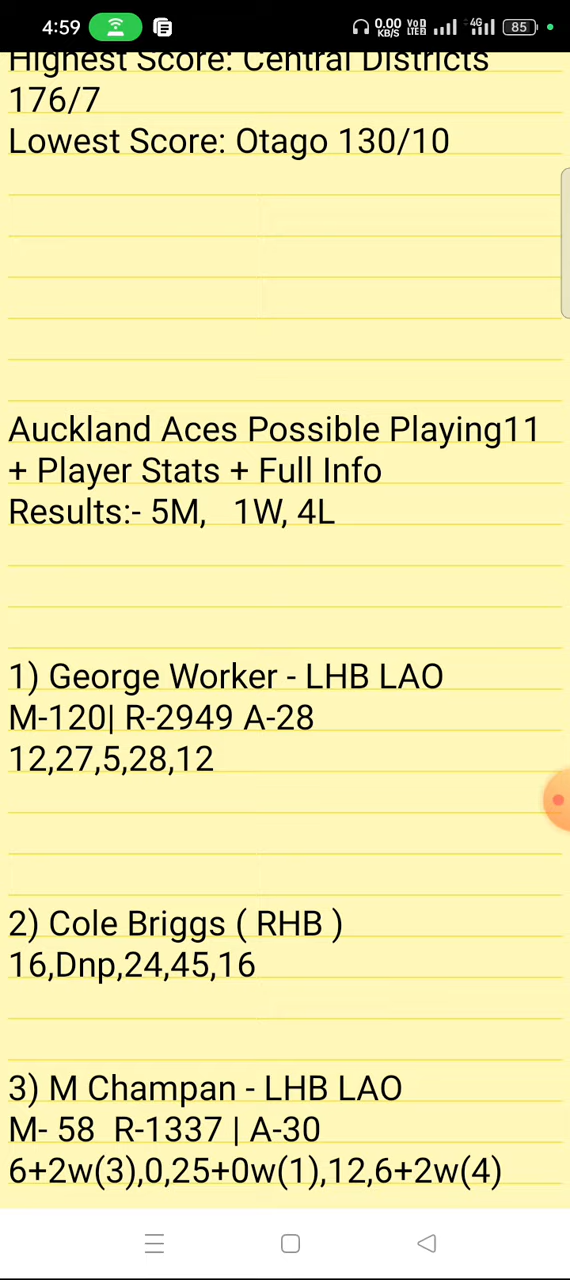 4:59 0.00 KB/S VoD LTE2 4G 85
Highest Score: Central Districts
176/7
Lowest Score: Otago 130/10
Auckland Aces Possible Playing11
+ Player Stats + Full Info
Results:- 5M, 1W, 4L
1) George Worker - LHB LAO
M-120| R-2949 A-28
12,27,5,28,12
2) Cole Briggs ( RHB )
16,Dnp,24,45,16
3) M Champan - LHB LAO
M- 58 R-1337 | A-30
6+2w(3),0,25+0w(1),12,6+2w(4)